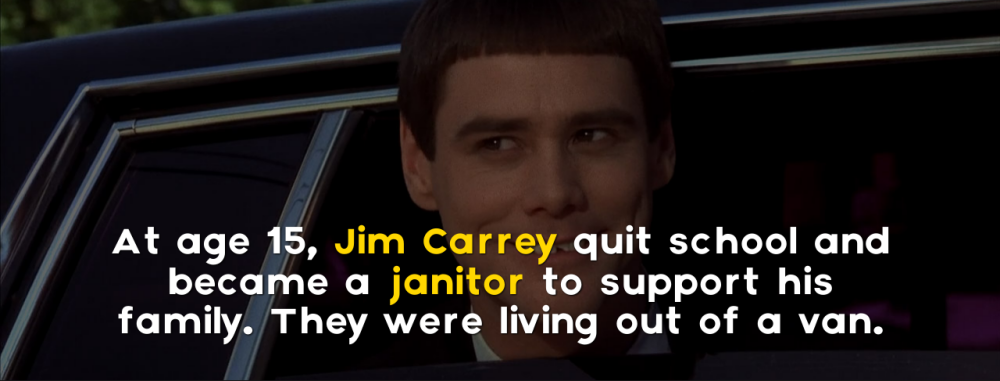 At age 15, Jim Carrey quit school and
became a janitor to support his
family. They were living out of a van.